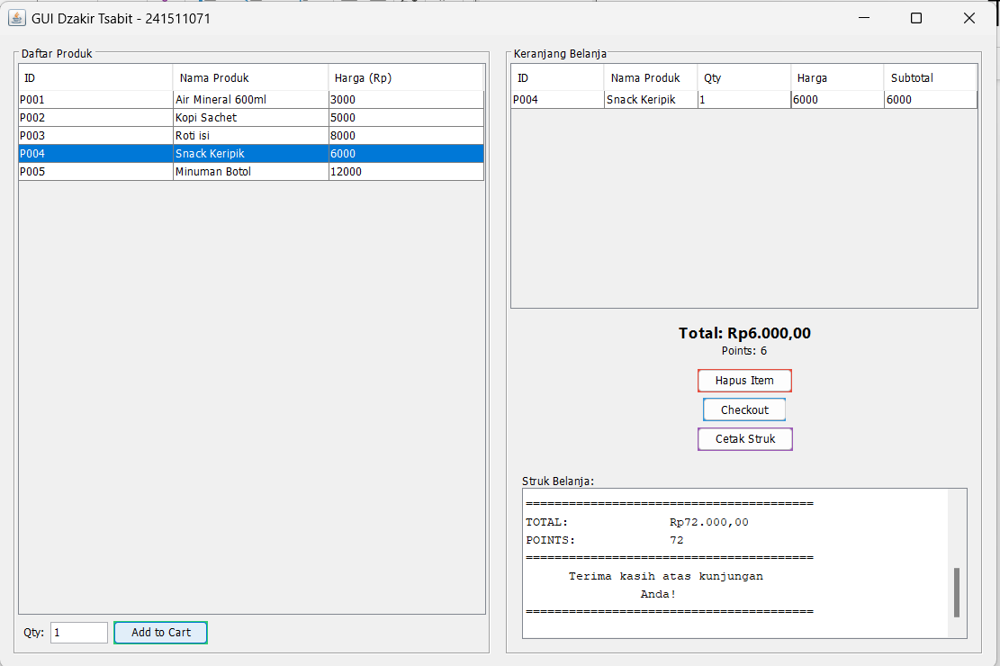 GUI Dzakir Tsabit - 241511071
Daftar Produk
ID Nama Produk Harga (Rp)
P001 Air Mineral 600ml 3000
P002 Kopi Sachet 5000
P003 Roti isi 8000
P004 Snack Keripik 6000
P005 Minuman Botol 12000
Qty: 1 Add to Cart
Keranjang Belanja
ID Nama Produk Qty Harga Subtotal
P004 Snack Keripik 1 6000 6000
Total: Rp6.000,00
Points: 6
Hapus Item
Checkout
Cetak Struk
Struk Belanja:
========================================
TOTAL: Rp72.000,00
POINTS: 72
========================================
Terima kasih atas kunjungan
Anda!
========================================